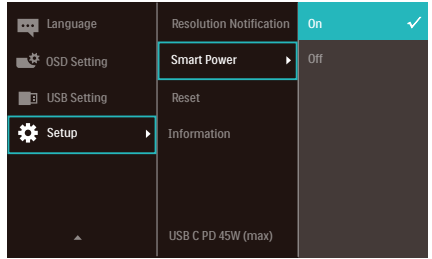 Language
OSD Setting
USB Setting
Setup
Resolution Notification
Smart Power
Reset
Information
USB C PD 45W (max)
On
Off